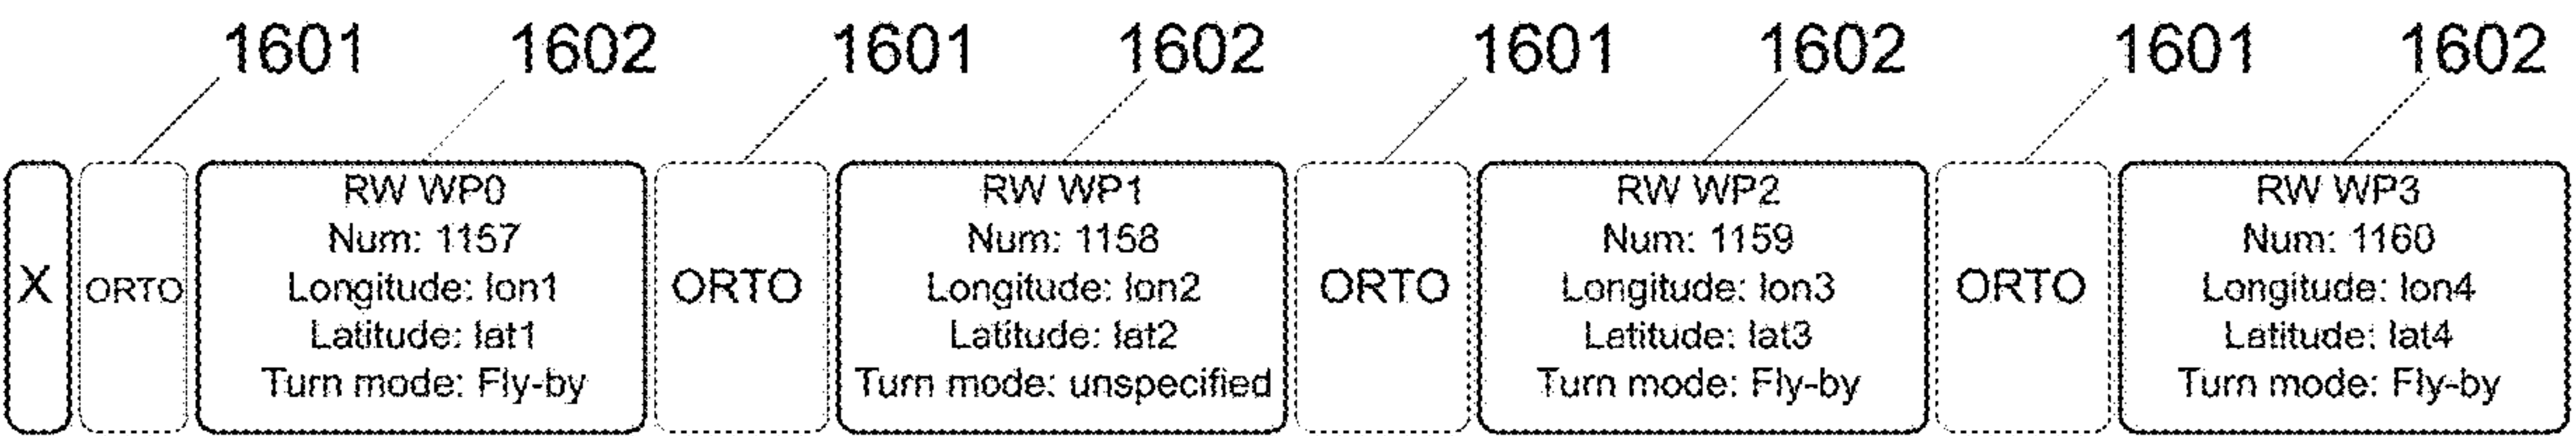 1601 1602 1601 1602 1601 1602 1601 1602
X
ORTO
RW WP0
Num: 1157
Longitude: lon1
Latitude: lat1
Turn mode: Fly-by
ORTO
RW WP1
Num: 1158
Longitude: lon2
Latitude: lat2
Turn mode: unspecified
ORTO
RW WP2
Num: 1159
Longitude: lon3
Latitude: lat3
Turn mode: Fly-by
ORTO
RW WP3
Num: 1160
Longitude: lon4
Latitude: lat4
Turn mode: Fly-by